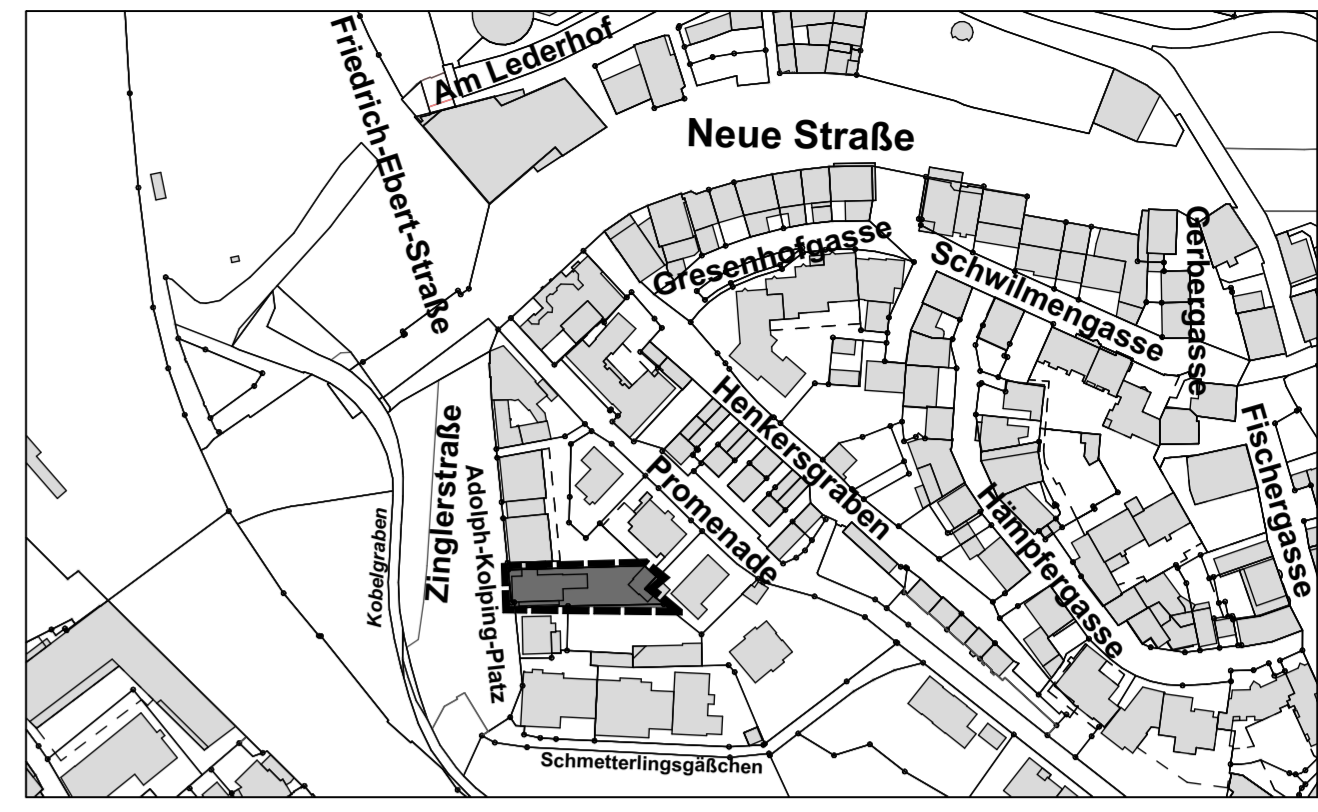 Friedrich-Ebert-Straße
Am Lederhof
Neue Straße
Gresenhofgasse
Schwilmengasse
Gerbergasse
Henkersgraben
Promenade
Zinglerstraße
Adolph-Kolping-Platz
Kobelgraben
Hämpfergasse
Fischergasse
Schmetterlingsgäßchen